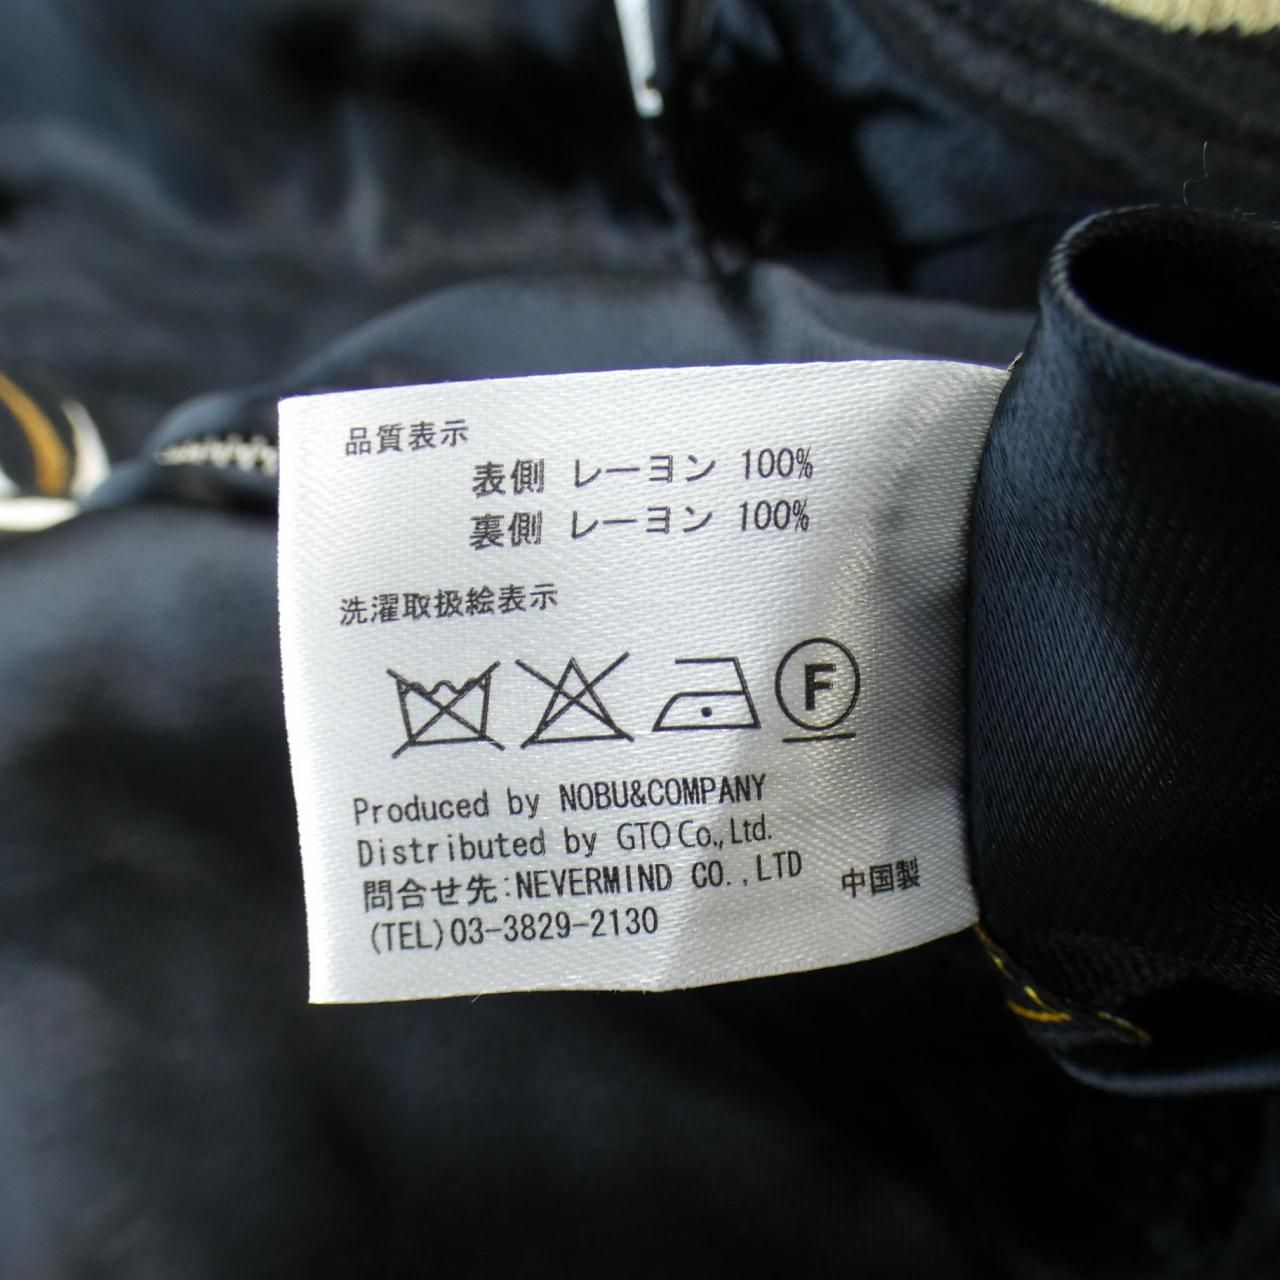 品質表示
表側 レーヨン 100%
裏側 レーヨン 100%
洗濯取扱絵表示
F
Produced by NOBU&COMPANY
Distributed by GTO Co.,Ltd.
問合せ先:NEVERMIND CO.,LTD 中国製
(TEL)03-3829-2130